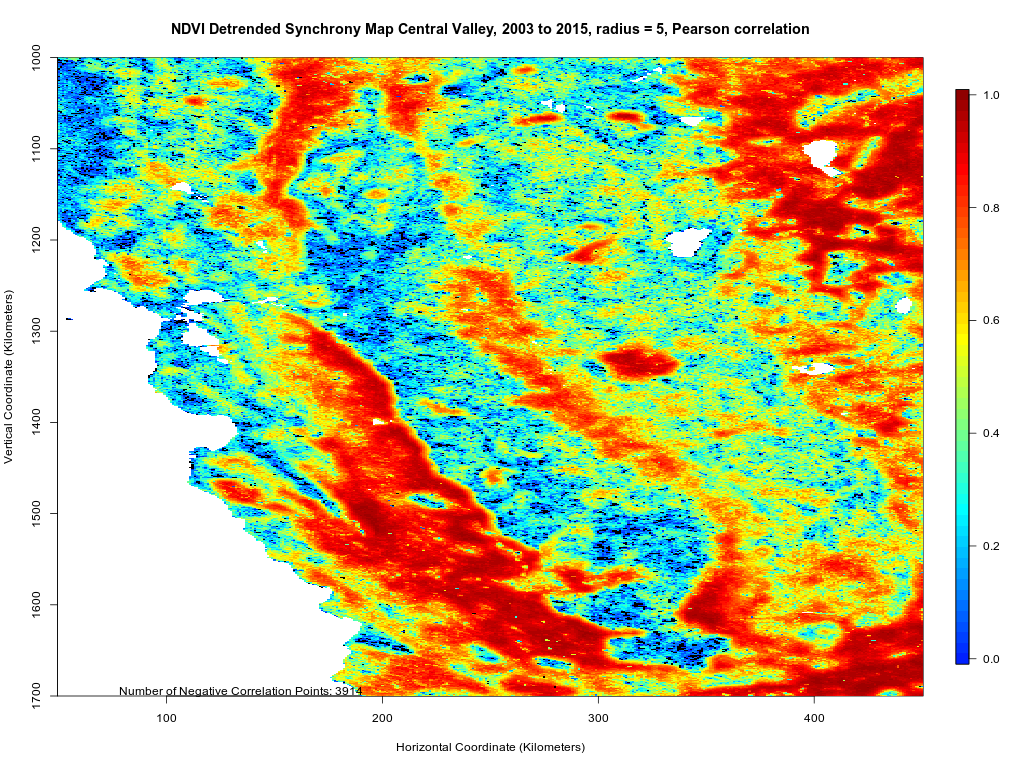 NDVI Detrended Synchrony Map Central Valley, 2003 to 2015, radius = 5, Pearson correlation
1000
1100
1200
1300
1400
1500
1600
1700
Vertical Coordinate (Kilometers)
1.0
0.8
0.6
0.4
0.2
0.0
Number of Negative Correlation Points: 3914
100 200 300 400
Horizontal Coordinate (Kilometers)